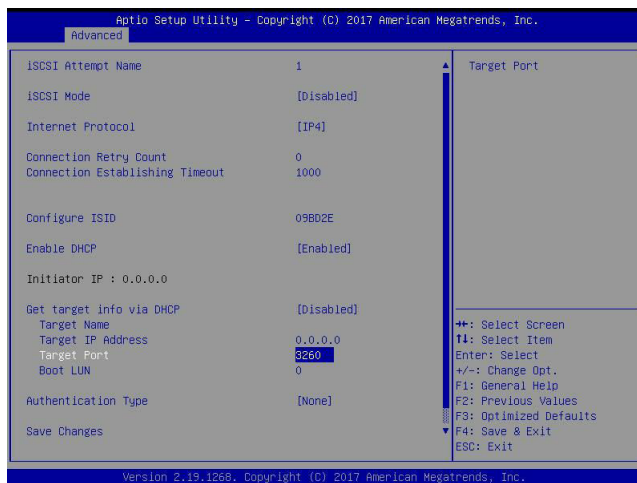 Aptio Setup Utility – Copyright (C) 2017 American Megatrends, Inc.
Advanced
iSCSI Attempt Name 1
iSCSI Mode [Disabled]
Internet Protocol [IP4]
Connection Retry Count 0
Connection Establishing Timeout 1000
Configure ISID 09BD2E
Enable DHCP [Enabled]
Initiator IP : 0.0.0.0
Get target info via DHCP [Disabled]
Target Name
Target IP Address 0.0.0.0
Target Port 3260
Boot LUN 0
Authentication Type [None]
Save Changes
Target Port
→←: Select Screen
↑↓: Select Item
Enter: Select
+/-: Change Opt.
F1: General Help
F2: Previous Values
F3: Optimized Defaults
F4: Save & Exit
ESC: Exit
Version 2.19.1268. Copyright (C) 2017 American Megatrends, Inc.